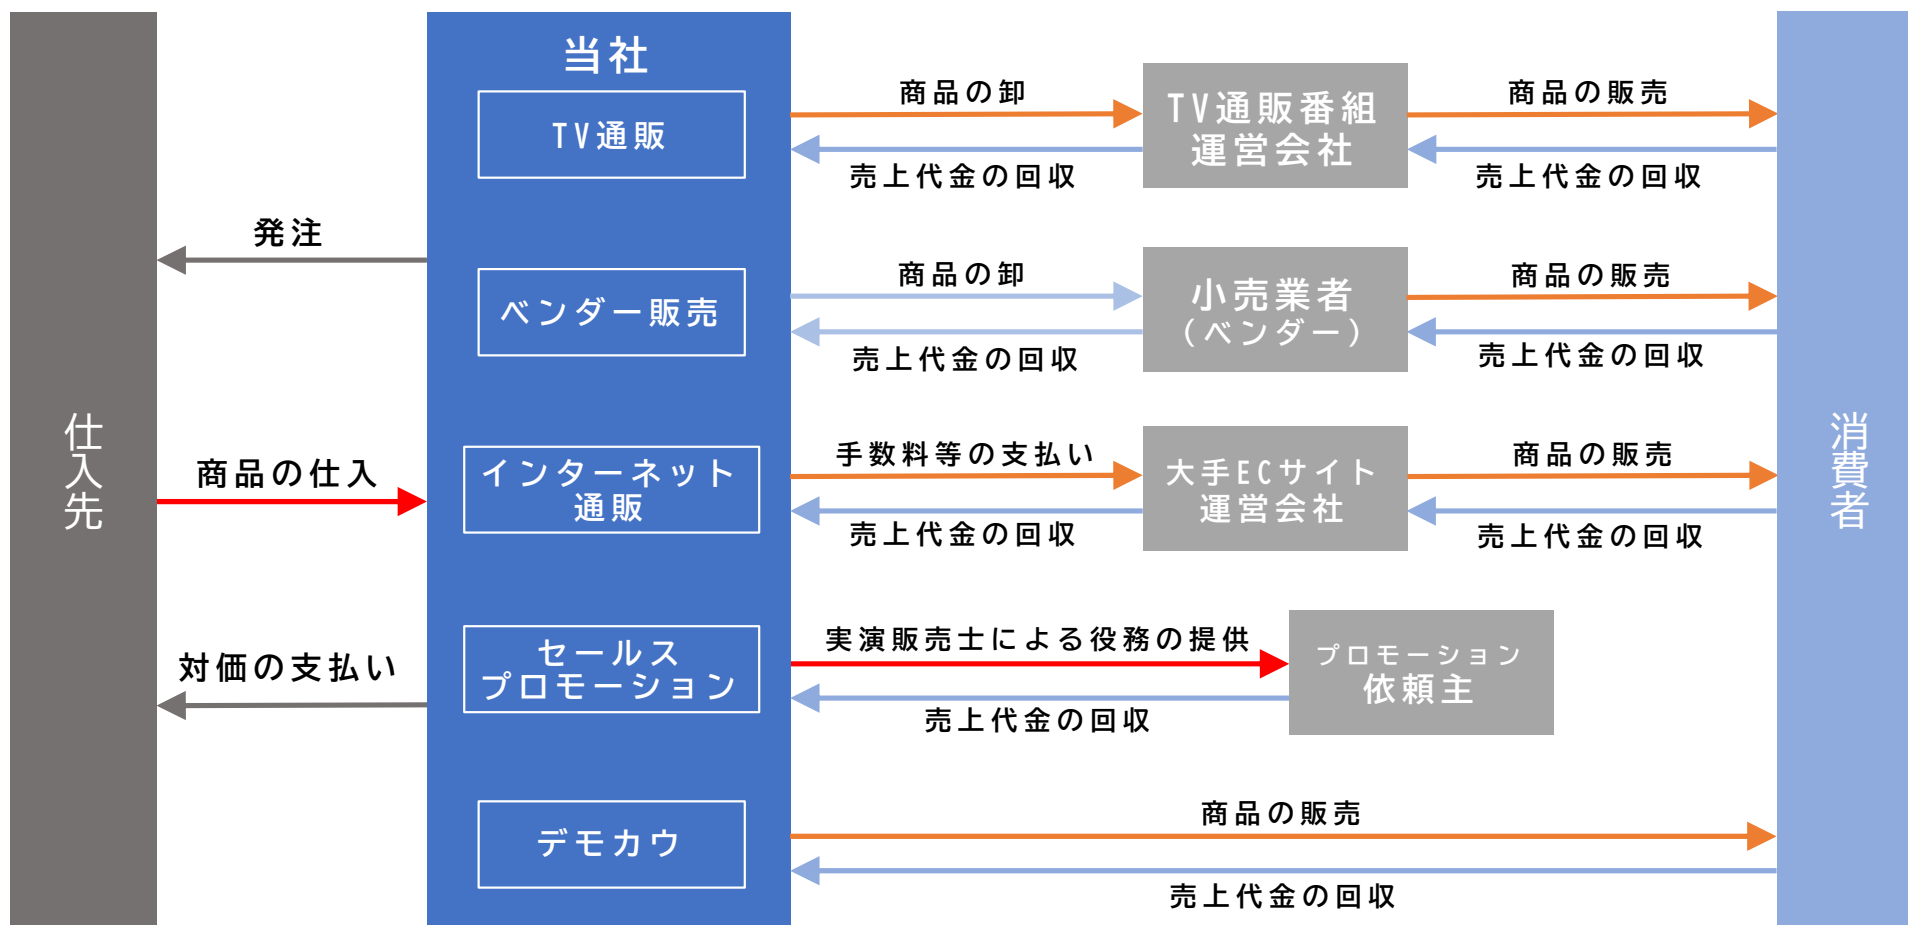 仕入先
発注
商品の仕入
対価の支払い
当社
TV通販
商品の卸
売上代金の回収
TV通販番組
運営会社
商品の販売
売上代金の回収
ベンダー販売
商品の卸
売上代金の回収
小売業者
（ベンダー）
商品の販売
売上代金の回収
インターネット
通販
手数料等の支払い
売上代金の回収
大手ECサイト
運営会社
商品の販売
売上代金の回収
セールス
プロモーション
実演販売士による役務の提供
売上代金の回収
プロモーション
依頼主
デモカウ
商品の販売
売上代金の回収
消費者